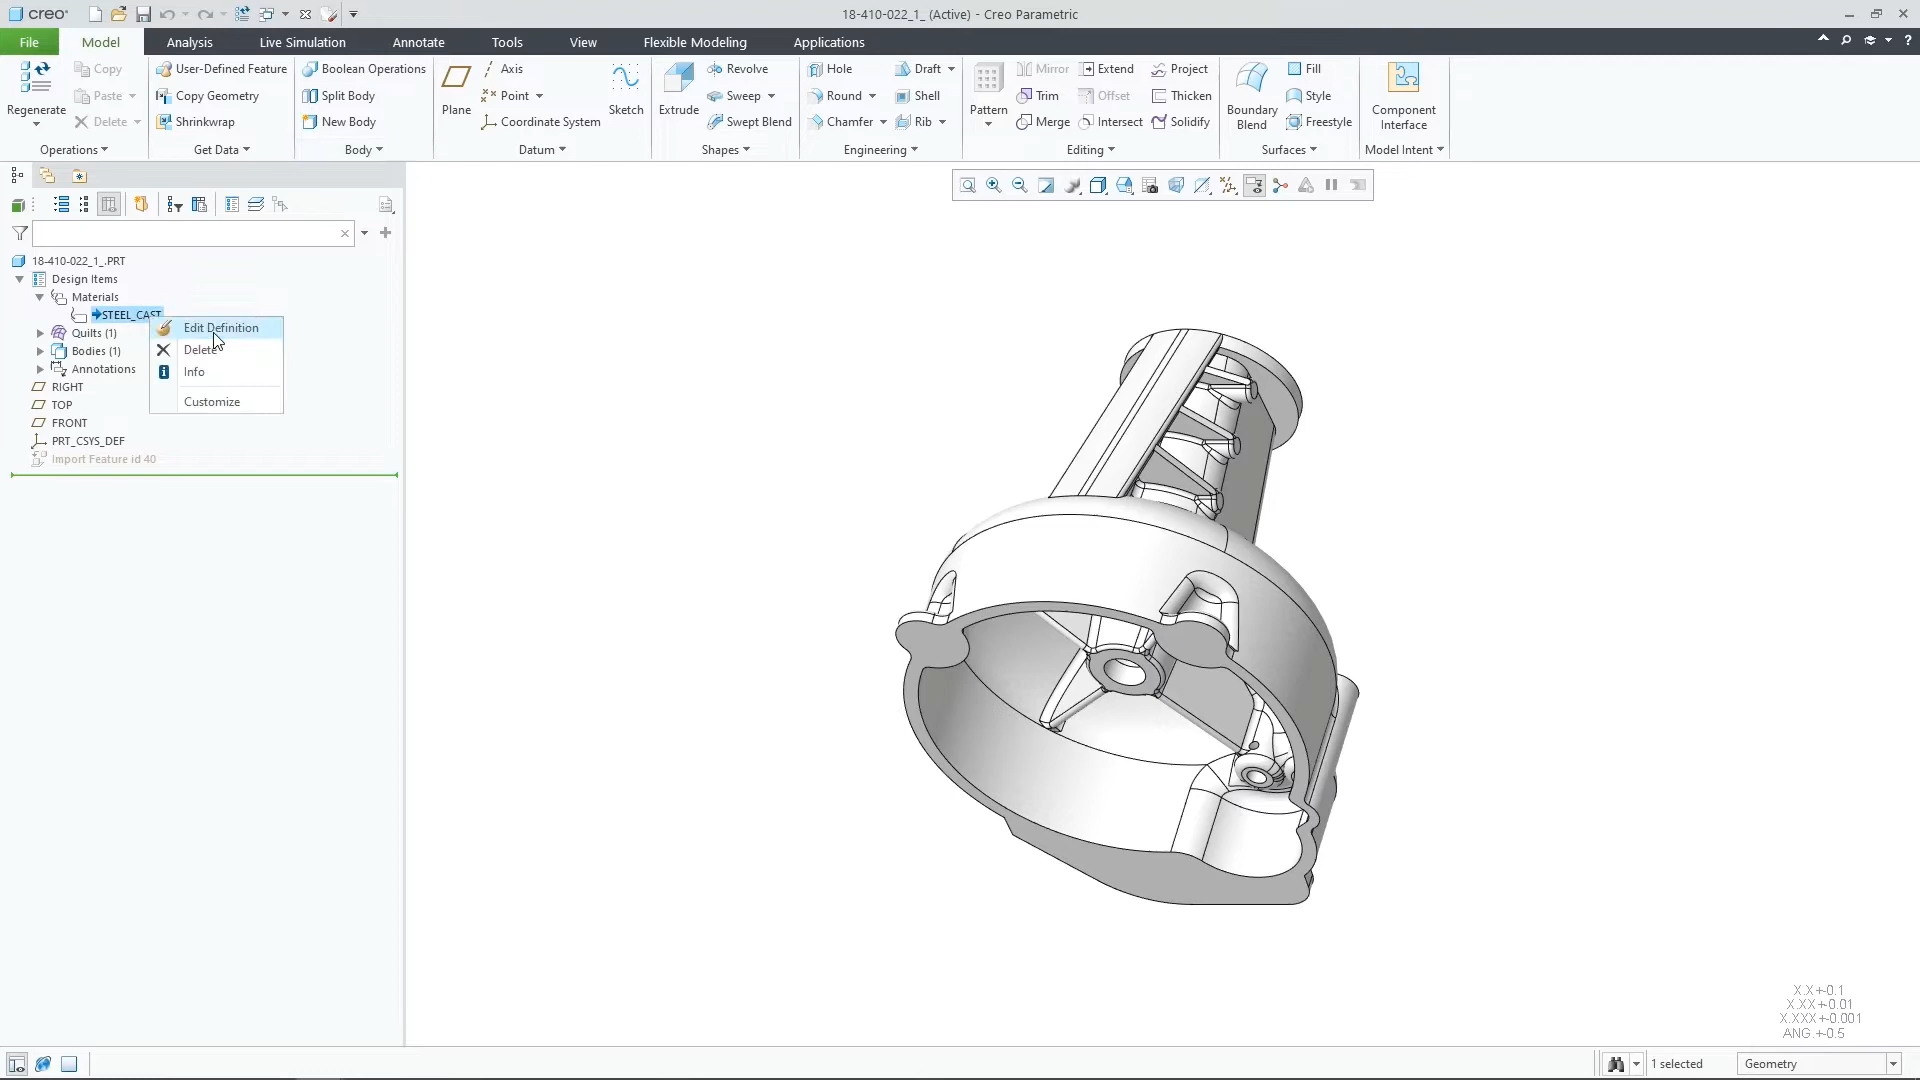 creo
18-410-022_1_ (Active) - Creo Parametric
File
Model
Analysis
Live Simulation
Annotate
Tools
View
Flexible Modeling
Applications
Regenerate
Copy
Paste
Delete
Operations
User-Defined Feature
Copy Geometry
Shrinkwrap
Get Data
Boolean Operations
Split Body
New Body
Body
Plane
Axis
Point
Coordinate System
Sketch
Datum
Extrude
Revolve
Sweep
Swept Blend
Shapes
Hole
Round
Chamfer
Draft
Shell
Rib
Engineering
Pattern
Mirror
Trim
Merge
Extend
Offset
Intersect
Project
Thicken
Solidify
Editing
Boundary
Blend
Fill
Style
Freestyle
Surfaces
Component
Interface
Model Intent
18-410-022_1_.PRT
Design Items
Materials
STEEL_CAST
Quilts (1)
Bodies (1)
Annotations
RIGHT
TOP
FRONT
PRT_CSYS_DEF
Import Feature id 40
Edit Definition
Delete
Info
Customize
X.X+-0.1
X.XX+-0.01
X.XXX+-0.001
ANG.+-0.5
1 selected
Geometry